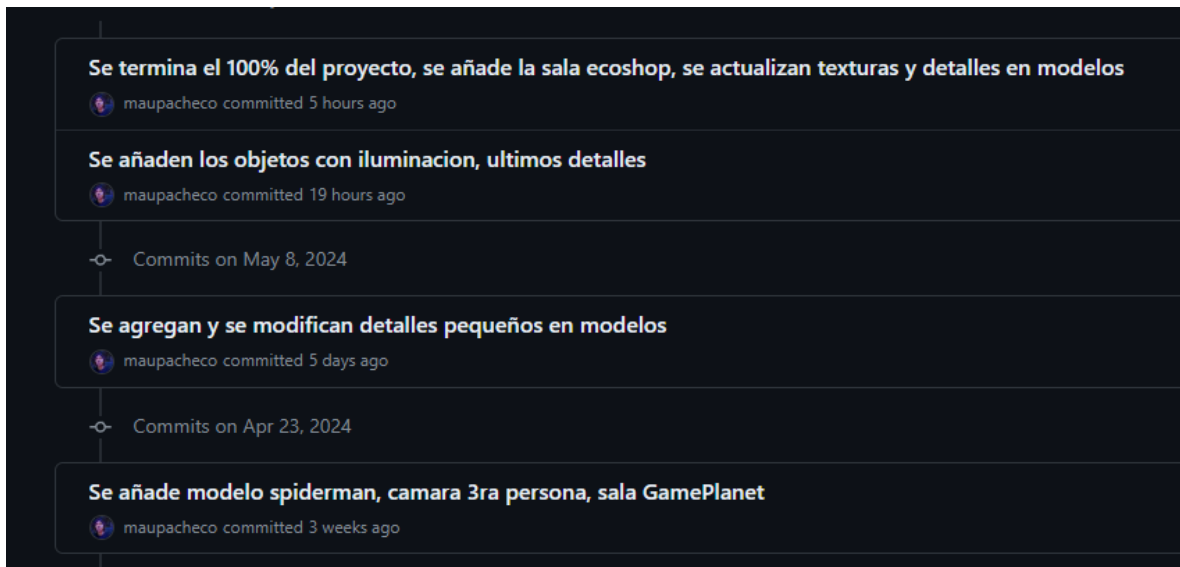 Se termina el 100% del proyecto, se añade la sala ecoshop, se actualizan texturas y detalles en modelos
maupacheco committed 5 hours ago
Se añaden los objetos con iluminacion, ultimos detalles
maupacheco committed 19 hours ago
Commits on May 8, 2024
Se agregan y se modifican detalles pequeños en modelos
maupacheco committed 5 days ago
Commits on Apr 23, 2024
Se añade modelo spiderman, camara 3ra persona, sala GamePlanet
maupacheco committed 3 weeks ago